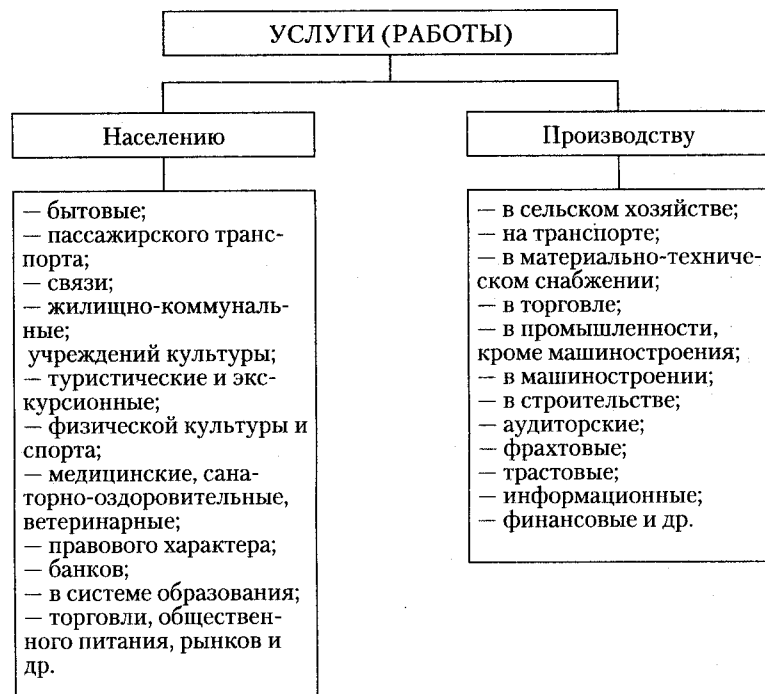 УСЛУГИ (РАБОТЫ)
Населению
— бытовые;
— пассажирского транс-
порта;
— связи;
— жилищно-коммуналь-
ные;
учреждений культуры;
— туристические и экс-
курсионные;
— физической культуры и
спорта;
— медицинские, сана-
торно-оздоровительные,
ветеринарные;
— правового характера;
— банков;
— в системе образования;
— торговли, обществен-
ного питания, рынков и
др.
Производству
— в сельском хозяйстве;
— на транспорте;
— в материально-техниче-
ском снабжении;
— в торговле;
— в промышленности,
кроме машиностроения;
— в машиностроении;
— в строительстве;
— аудиторские;
— фрахтовые;
— трастовые;
— информационные;
— финансовые и др.